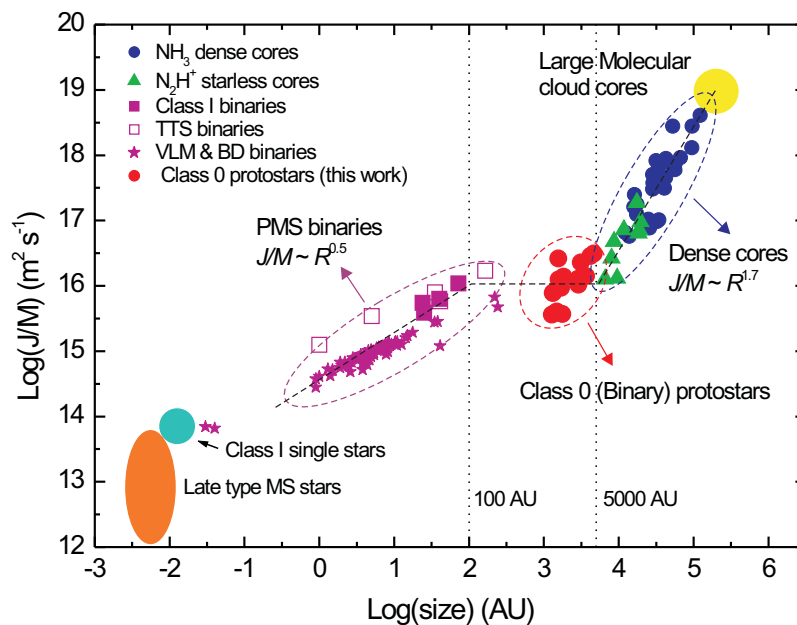 20
19
18
17
16
15
14
13
12
Log(J/M) (m² s⁻¹)
NH₃ dense cores
N₂H⁺ starless cores
Class I binaries
TTS binaries
VLM & BD binaries
Class 0 protostars (this work)
Large Molecular
cloud cores
PMS binaries
J/M ~ R⁰·⁵
Dense cores
J/M ~ R¹·⁷
Class 0 (Binary) protostars
Class I single stars
Late type MS stars
100 AU
5000 AU
-3 -2 -1 0 1 2 3 4 5 6
Log(size) (AU)